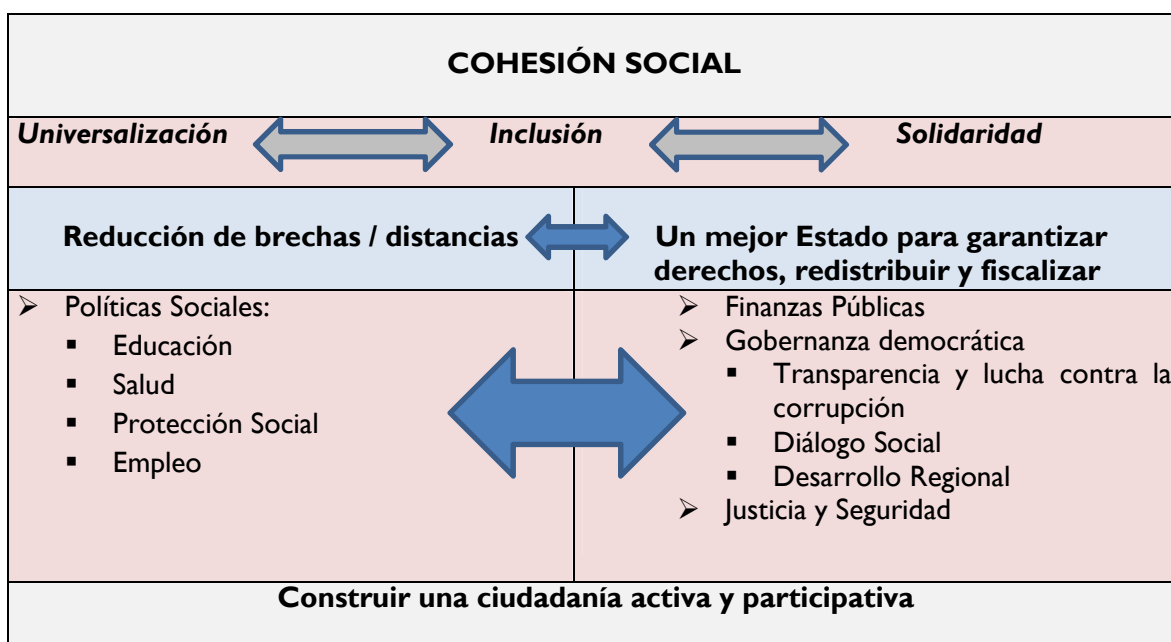 COHESIÓN SOCIAL
Universalización Inclusión Solidaridad
Reducción de brechas / distancias
Un mejor Estado para garantizar
derechos, redistribuir y fiscalizar
➢ Políticas Sociales:
▪ Educación
▪ Salud
▪ Protección Social
▪ Empleo
➢ Finanzas Públicas
➢ Gobernanza democrática
▪ Transparencia y lucha contra la
corrupción
▪ Diálogo Social
▪ Desarrollo Regional
➢ Justicia y Seguridad
Construir una ciudadanía activa y participativa